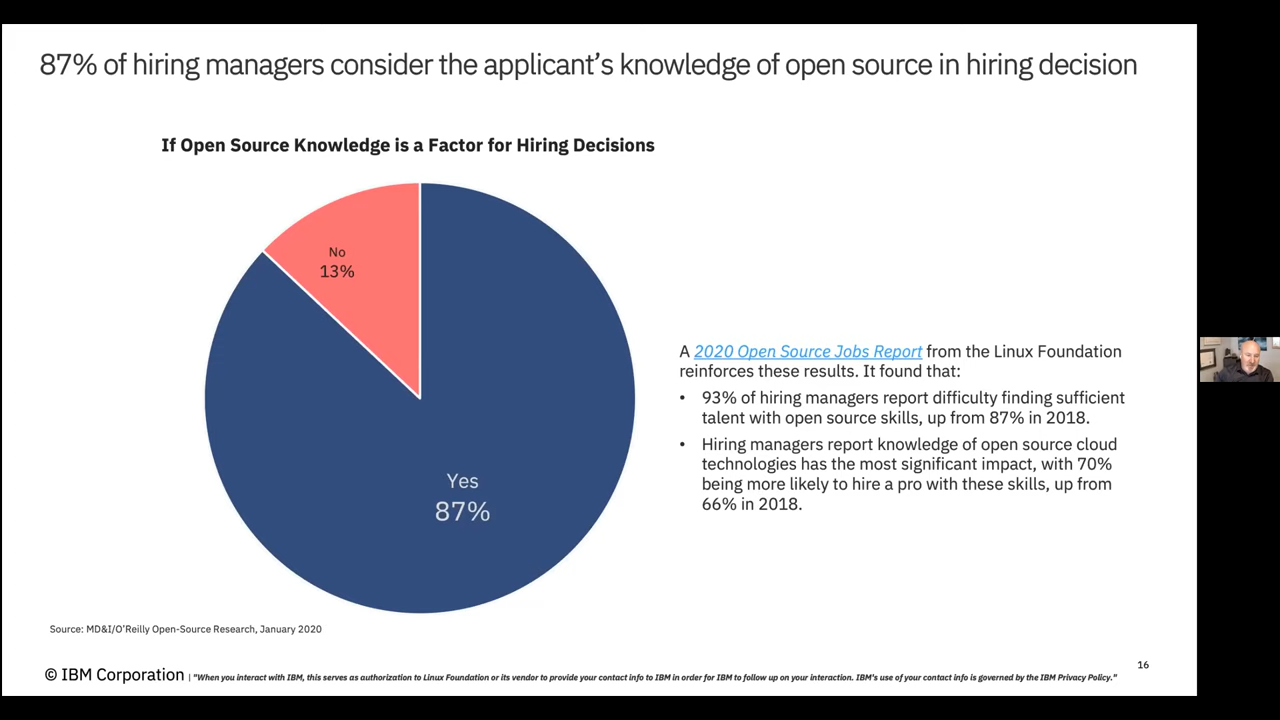 87% of hiring managers consider the applicant's knowledge of open source in hiring decision
If Open Source Knowledge is a Factor for Hiring Decisions
No
13%
Yes
87%
A 2020 Open Source Jobs Report from the Linux Foundation
reinforces these results. It found that:
• 93% of hiring managers report difficulty finding sufficient
talent with open source skills, up from 87% in 2018.
• Hiring managers report knowledge of open source cloud
technologies has the most significant impact, with 70%
being more likely to hire a pro with these skills, up from
66% in 2018.
Source: MD&I/O'Reilly Open-Source Research, January 2020
16
© IBM Corporation | "When you interact with IBM, this serves as authorization to Linux Foundation or its vendor to provide your contact info to IBM in order for IBM to follow up on your interaction. IBM's use of your contact info is governed by the IBM Privacy Policy."